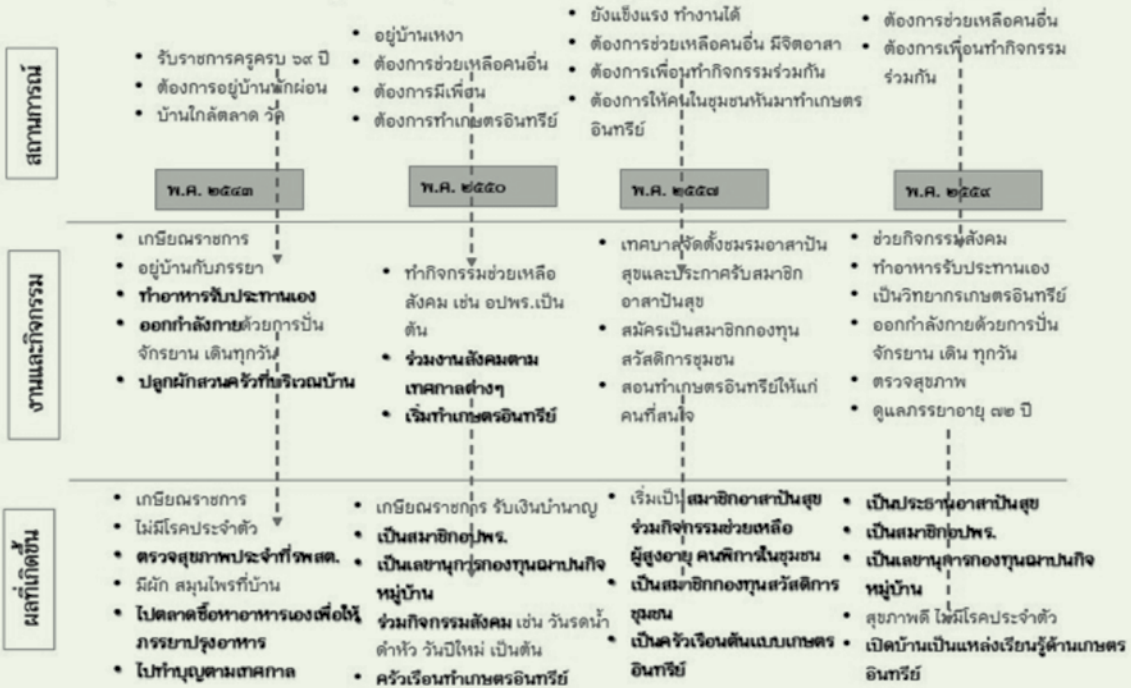 สถานการณ์
• รับราชการครูครบ ๖๙ ปี
• ต้องการอยู่บ้านพักผ่อน
• บ้านใกล้ตลาด วัด
• อยู่บ้านเหงา
• ต้องการช่วยเหลือคนอื่น
• ต้องการมีเพื่อน
• ต้องการทำเกษตรอินทรีย์
• ยังแข็งแรง ทำงานได้
• ต้องการช่วยเหลือคนอื่น มีจิตอาสา
• ต้องการเพื่อนทำกิจกรรมร่วมกัน
• ต้องการให้คนในชุมชนหันมาทำเกษตร
อินทรีย์
• ต้องการช่วยเหลือคนอื่น
• ต้องการเพื่อนทำกิจกรรม
ร่วมกัน
พ.ศ. ๒๕๔๓
พ.ศ. ๒๕๕๐
พ.ศ. ๒๕๕๗
พ.ศ. ๒๕๕๙
งานและกิจกรรม
• เกษียณราชการ
• อยู่บ้านกับภรรยา
• ทำอาหารรับประทานเอง
• ออกกำลังกายด้วยการปั่น
จักรยาน เดินทุกวัน
• ปลูกผักสวนครัวที่บริเวณบ้าน
• ทำกิจกรรมช่วยเหลือ
สังคม เช่น อปพร.เป็น
ต้น
• ร่วมงานสังคมตาม
เทศกาลต่างๆ
• เริ่มทำเกษตรอินทรีย์
• เทศบาลจัดตั้งชมรมอาสาปัน
สุขและประกาศรับสมาชิก
อาสาปันสุข
• สมัครเป็นสมาชิกกองทุน
สวัสดิการชุมชน
• สอนทำเกษตรอินทรีย์ให้แก่
คนที่สนใจ
• ช่วยกิจกรรมสังคม
• ทำอาหารรับประทานเอง
• เป็นวิทยากรเกษตรอินทรีย์
• ออกกำลังกายด้วยการปั่น
จักรยาน เดิน ทุกวัน
• ตรวจสุขภาพ
• ดูแลภรรยาอายุ ๗๒ ปี
ผลที่เกิดขึ้น
• เกษียณราชการ
• ไม่มีโรคประจำตัว
• ตรวจสุขภาพประจำที่รพสต.
• มีผัก สมุนไพรที่บ้าน
• ไปตลาดซื้อหาอาหารเองเพื่อให้
ภรรยาปรุงอาหาร
• ไปทำบุญตามเทศกาล
• เกษียณราชการ รับเงินบำนาญ
• เป็นสมาชิกอปพร.
• เป็นเลขานุการกองทุนฌาปนกิจ
หมู่บ้าน
• ร่วมกิจกรรมสังคม เช่น วันรดน้ำ
ดำหัว วันปีใหม่ เป็นต้น
• ครัวเรือนทำเกษตรอินทรีย์
• เริ่มเป็นสมาชิกอาสาปันสุข
ร่วมกิจกรรมช่วยเหลือ
ผู้สูงอายุ คนพิการในชุมชน
• เป็นสมาชิกกองทุนสวัสดิการ
ชุมชน
• เป็นครัวเรือนต้นแบบเกษตร
อินทรีย์
• เป็นประธานอาสาปันสุข
• เป็นสมาชิกอปพร.
• เป็นเลขานุการกองทุนฌาปนกิจ
หมู่บ้าน
• สุขภาพดี ไม่มีโรคประจำตัว
• เปิดบ้านเป็นแหล่งเรียนรู้ด้านเกษตร
อินทรีย์